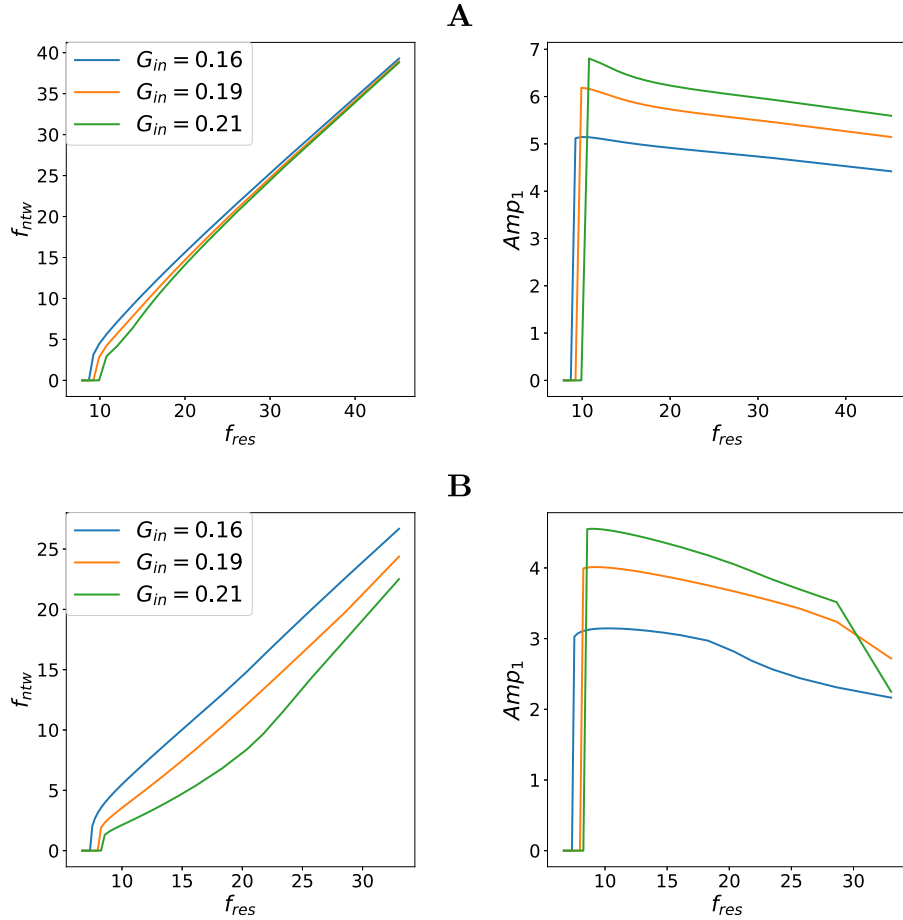 A
G_in = 0.16
G_in = 0.19
G_in = 0.21
f_ntw
40
35
30
25
20
15
10
5
0
10 20 30 40
f_res
Amp_1
7
6
5
4
3
2
1
0
10 20 30 40
f_res
B
G_in = 0.16
G_in = 0.19
G_in = 0.21
f_ntw
25
20
15
10
5
0
10 15 20 25 30
f_res
Amp_1
4
3
2
1
0
10 15 20 25 30
f_res